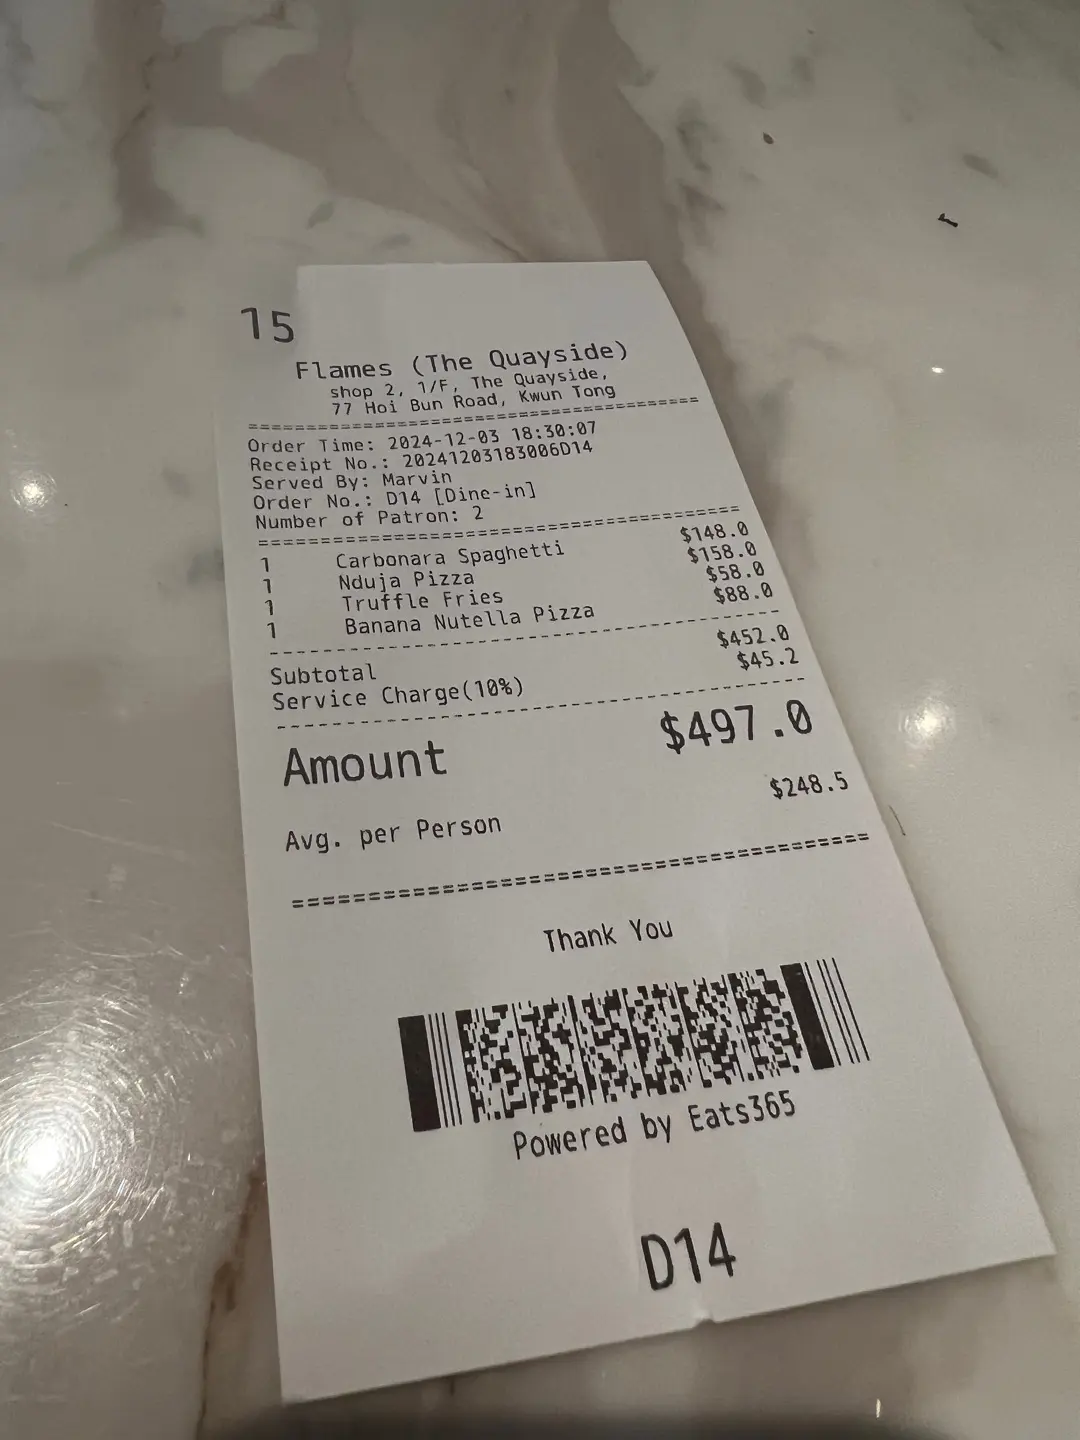 15
Flames (The Quayside)
shop 2, 1/F, The Quayside,
77 Hoi Bun Road, Kwun Tong
Order Time: 2024-12-03 18:30:07
Receipt No.: 20241203183006D14
Served By: Marvin
Order No.: D14 [Dine-in]
Number of Patron: 2
1 Carbonara Spaghetti $148.0
1 Nduja Pizza $158.0
1 Truffle Fries $58.0
1 Banana Nutella Pizza $88.0
Subtotal $452.0
Service Charge(10%) $45.2
Amount $497.0
Avg. per Person $248.5
Thank You
Powered by Eats365
D14